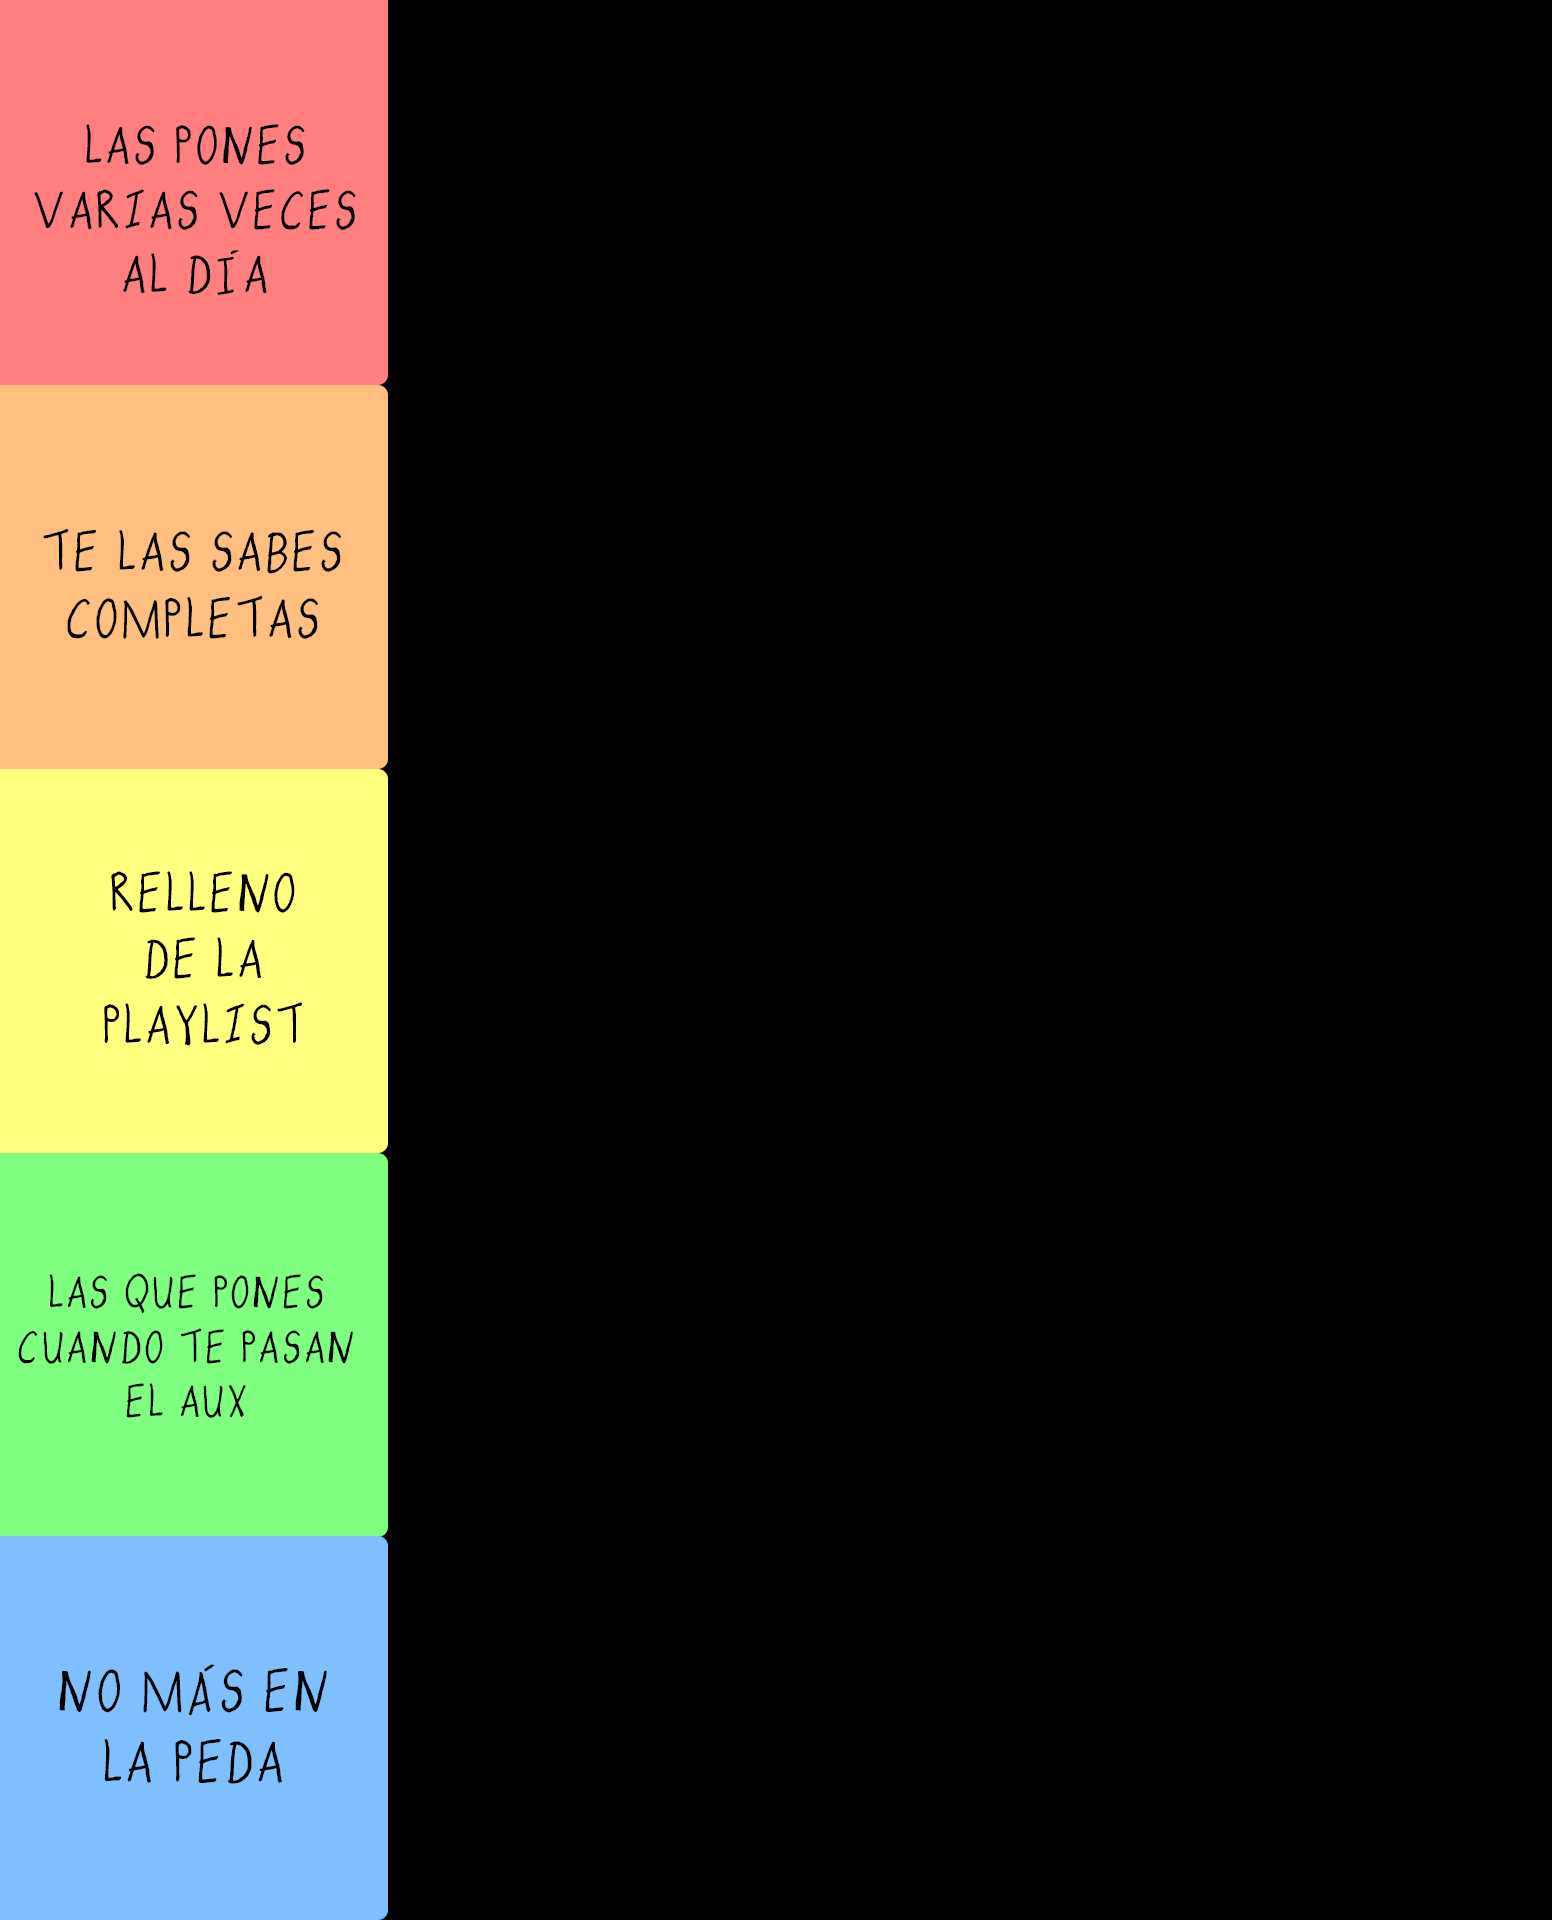 LAS PONES
VARIAS VECES
AL DÍA
TE LAS SABES
COMPLETAS
RELLENO
DE LA
PLAYLIST
LAS QUE PONES
CUANDO TE PASAN
EL AUX
NO MÁS EN
LA PEDA